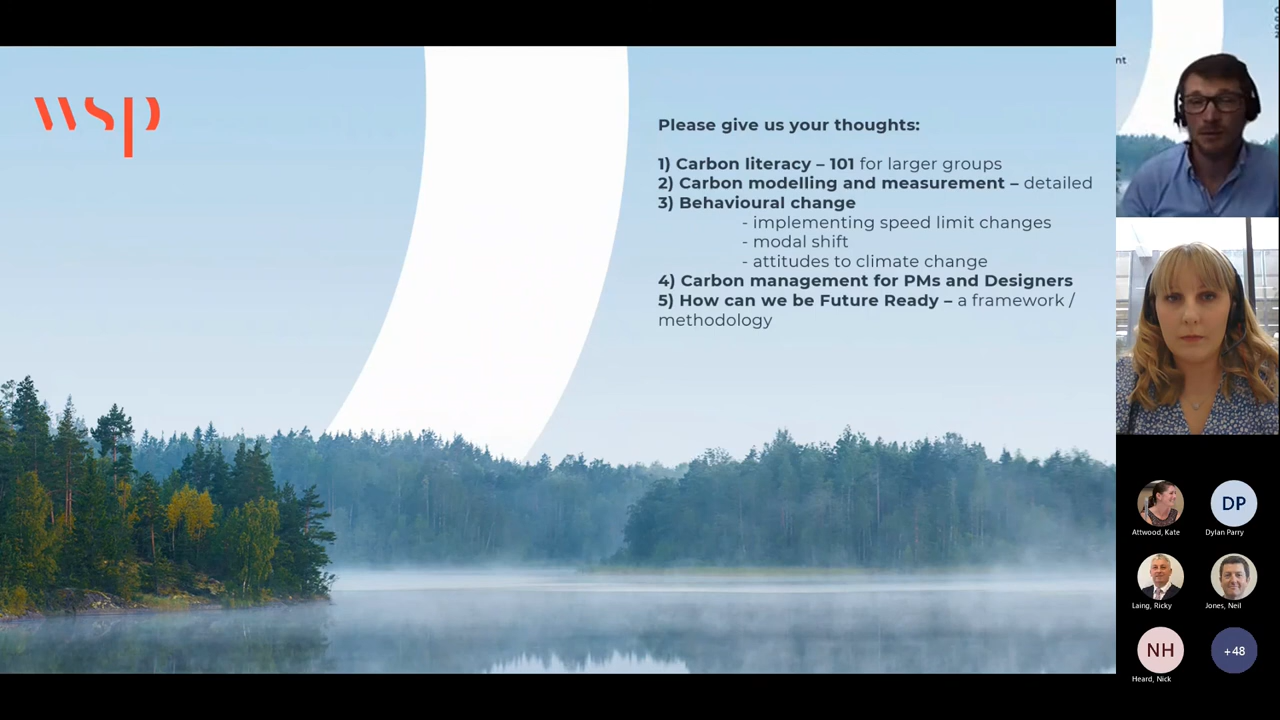 wsp
Please give us your thoughts:
1) Carbon literacy – 101 for larger groups
2) Carbon modelling and measurement – detailed
3) Behavioural change
- implementing speed limit changes
- modal shift
- attitudes to climate change
4) Carbon management for PMs and Designers
5) How can we be Future Ready – a framework /
methodology
nt
Attwood, Kate
DP
Dylan Parry
Laing, Ricky
Jones, Neil
NH
Heard, Nick
+48